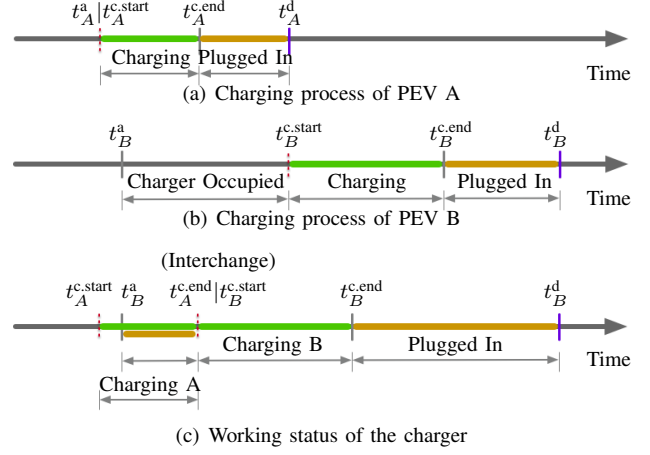 t_A^a|t_A^{c.start} t_A^{c.end} t_A^d
Charging Plugged In
Time
(a) Charging process of PEV A
t_B^a t_B^{c.start} t_B^{c.end} t_B^d
Charger Occupied Charging Plugged In
Time
(b) Charging process of PEV B
(Interchange)
t_A^{c.start} t_B^a t_A^{c.end}|t_B^{c.start} t_B^{c.end} t_B^d
Charging B Plugged In
Time
Charging A
(c) Working status of the charger